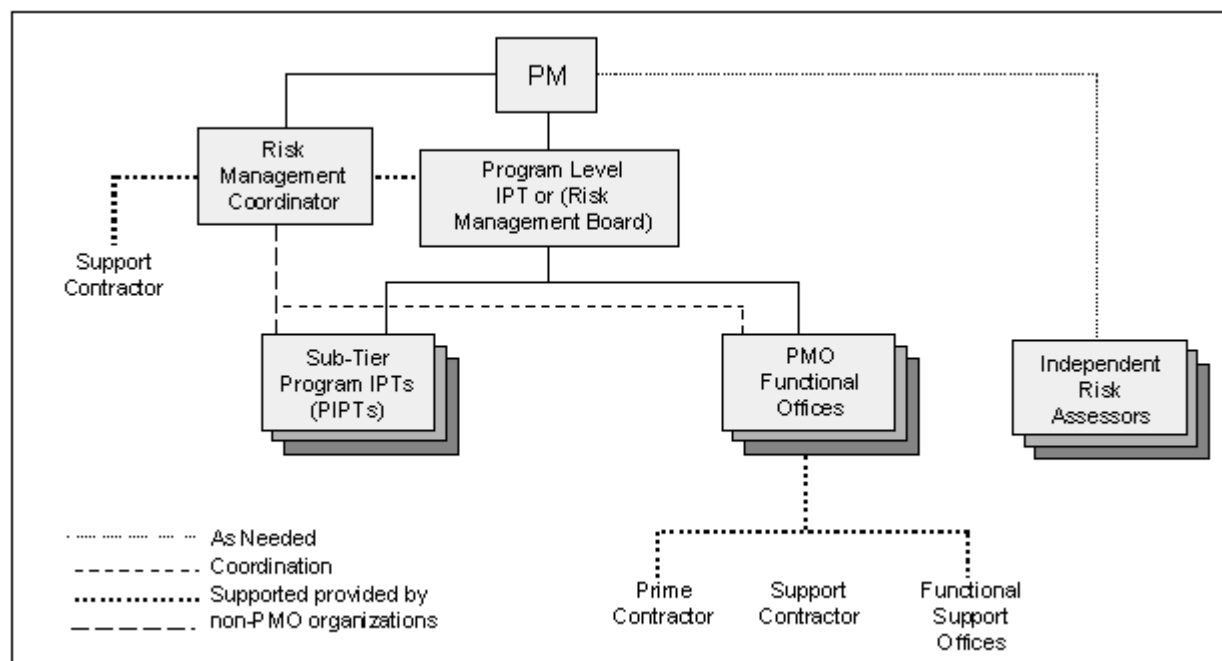 PM
Risk
Management
Coordinator
Program Level
IPT or (Risk
Management Board)
Support
Contractor
Sub-Tier
Program IPTs
(PIPTs)
PMO
Functional
Offices
Independent
Risk
Assessors
As Needed
Coordination
Supported provided by
non-PMO organizations
Prime
Contractor
Support
Contractor
Functional
Support
Offices